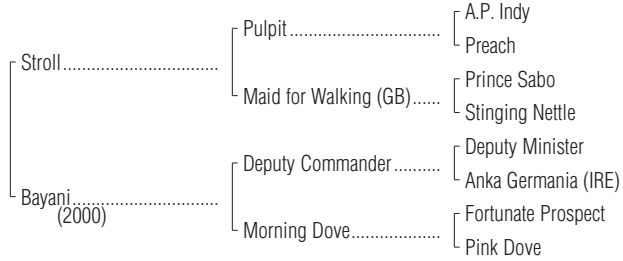 A.P. Indy
Pulpit
Preach
Stroll
Prince Sabo
Maid for Walking (GB)
Stinging Nettle
Deputy Minister
Deputy Commander
Anka Germania (IRE)
Bayani
(2000)
Fortunate Prospect
Morning Dove
Pink Dove